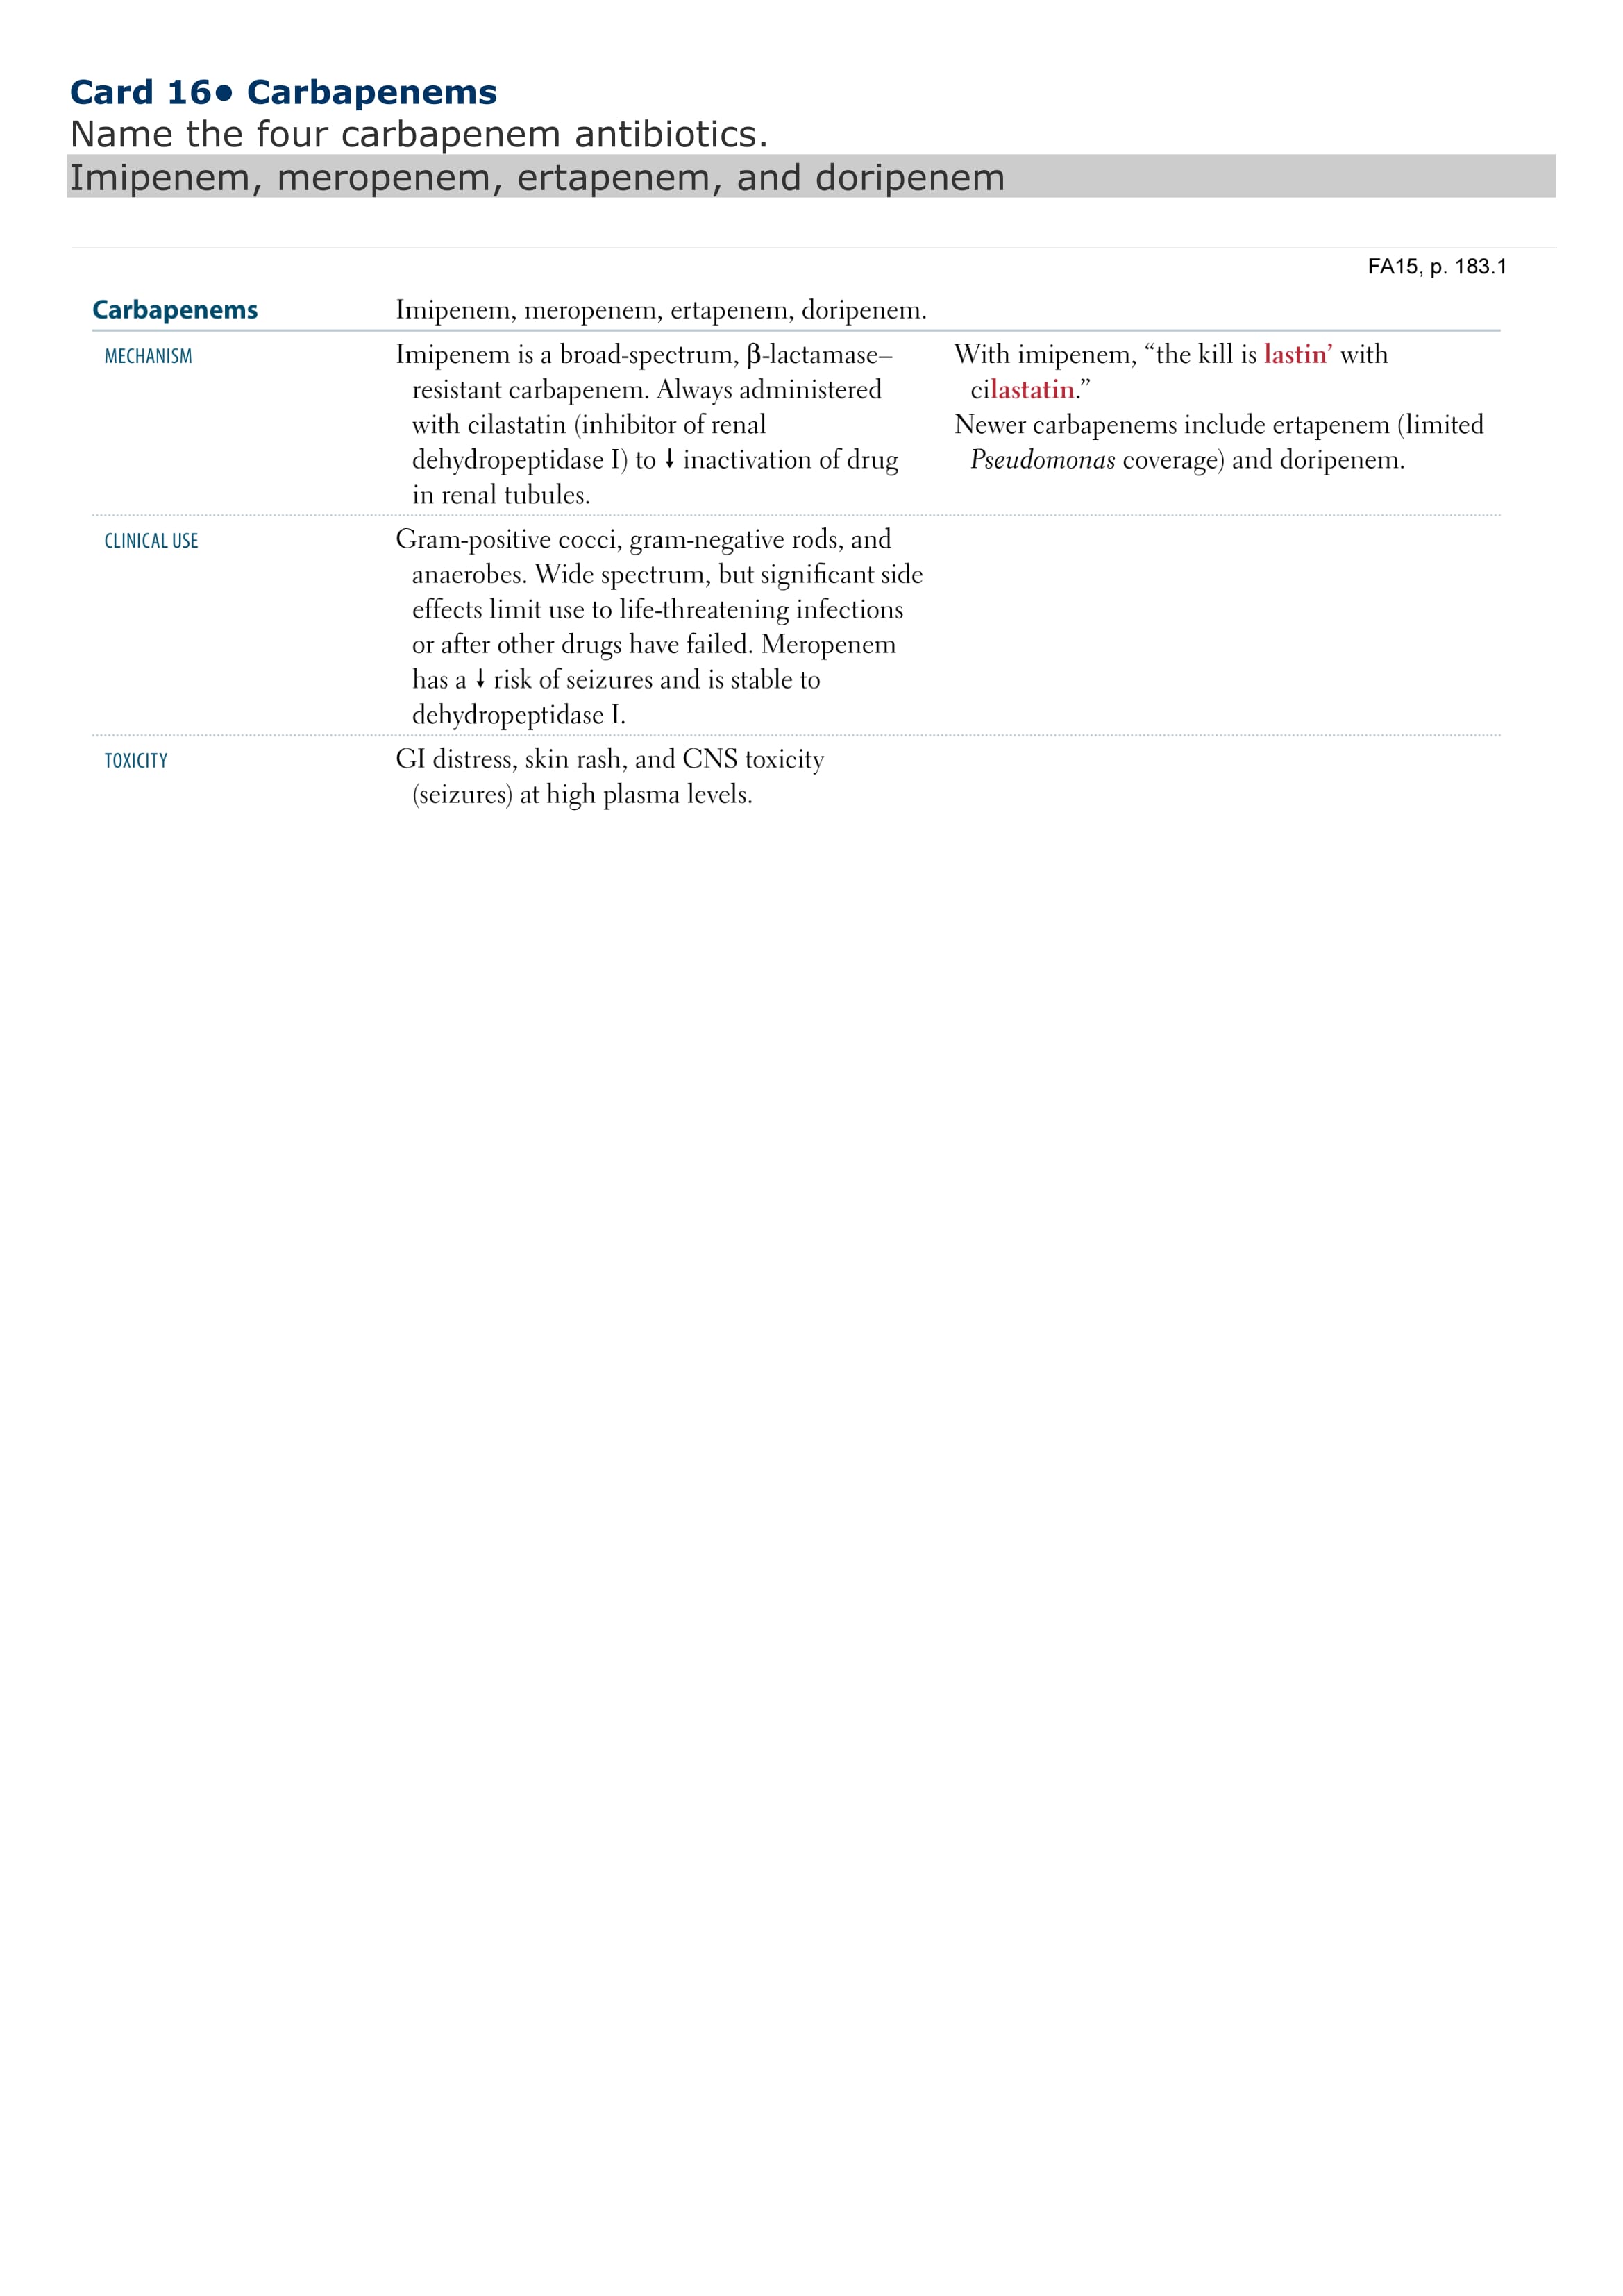 Card 16● Carbapenems
Name the four carbapenem antibiotics.
Imipenem, meropenem, ertapenem, and doripenem
FA15, p. 183.1
Carbapenems
Imipenem, meropenem, ertapenem, doripenem.
MECHANISM
Imipenem is a broad-spectrum, β-lactamase–
resistant carbapenem. Always administered
with cilastatin (inhibitor of renal
dehydropeptidase I) to ↓ inactivation of drug
in renal tubules.
With imipenem, “the kill is lastin’ with
cilastatin.”
Newer carbapenems include ertapenem (limited
Pseudomonas coverage) and doripenem.
CLINICAL USE
Gram-positive cocci, gram-negative rods, and
anaerobes. Wide spectrum, but significant side
effects limit use to life-threatening infections
or after other drugs have failed. Meropenem
has a ↓ risk of seizures and is stable to
dehydropeptidase I.
TOXICITY
GI distress, skin rash, and CNS toxicity
(seizures) at high plasma levels.